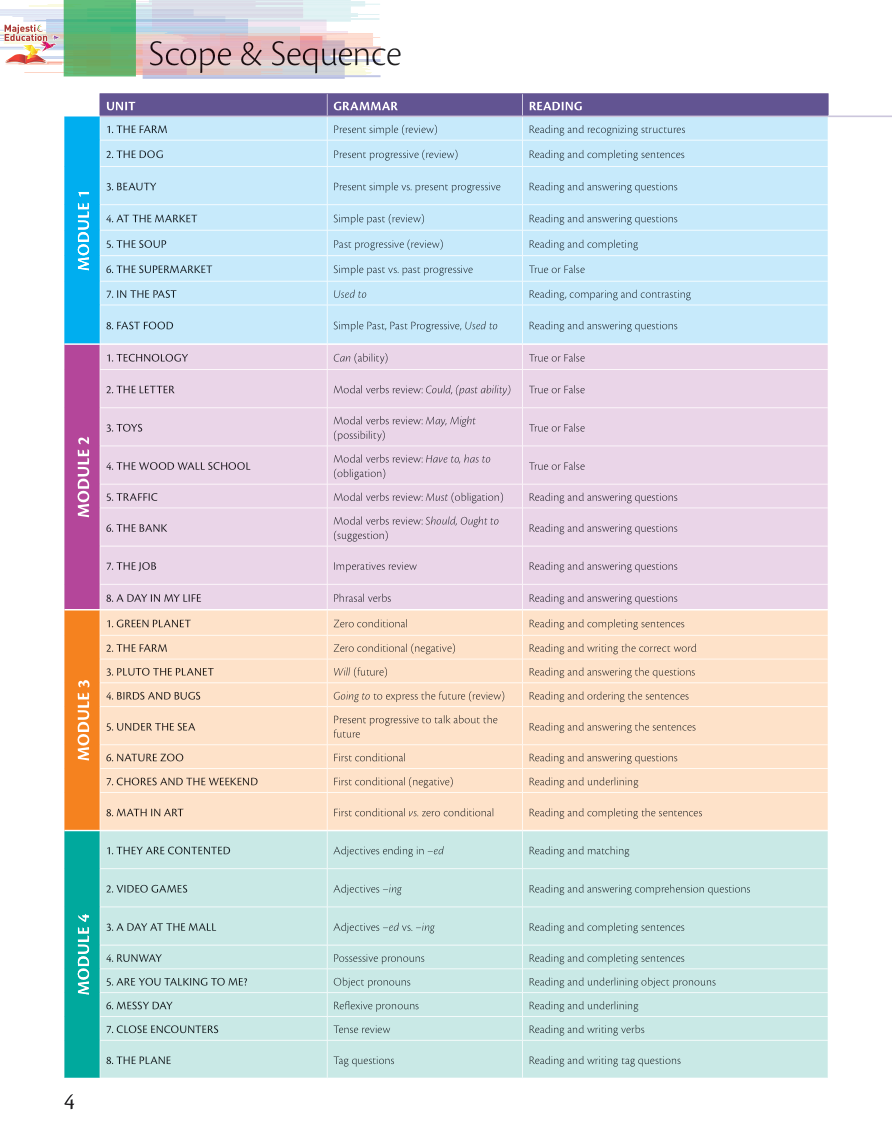 Majestic
Education
Scope & Sequence
UNIT GRAMMAR READING
MODULE 1
1. THE FARM Present simple (review) Reading and recognizing structures
2. THE DOG Present progressive (review) Reading and completing sentences
3. BEAUTY Present simple vs. present progressive Reading and answering questions
4. AT THE MARKET Simple past (review) Reading and answering questions
5. THE SOUP Past progressive (review) Reading and completing
6. THE SUPERMARKET Simple past vs. past progressive True or False
7. IN THE PAST Used to Reading, comparing and contrasting
8. FAST FOOD Simple Past, Past Progressive, Used to Reading and answering questions
MODULE 2
1. TECHNOLOGY Can (ability) True or False
2. THE LETTER Modal verbs review: Could, (past ability) True or False
3. TOYS Modal verbs review: May, Might
(possibility) True or False
4. THE WOOD WALL SCHOOL Modal verbs review: Have to, has to
(obligation) True or False
5. TRAFFIC Modal verbs review: Must (obligation) Reading and answering questions
6. THE BANK Modal verbs review: Should, Ought to
(suggestion) Reading and answering questions
7. THE JOB Imperatives review Reading and answering questions
8. A DAY IN MY LIFE Phrasal verbs Reading and answering questions
MODULE 3
1. GREEN PLANET Zero conditional Reading and completing sentences
2. THE FARM Zero conditional (negative) Reading and writing the correct word
3. PLUTO THE PLANET Will (future) Reading and answering the questions
4. BIRDS AND BUGS Going to to express the future (review) Reading and ordering the sentences
5. UNDER THE SEA Present progressive to talk about the
future Reading and answering the sentences
6. NATURE ZOO First conditional Reading and answering questions
7. CHORES AND THE WEEKEND First conditional (negative) Reading and underlining
8. MATH IN ART First conditional vs. zero conditional Reading and completing the sentences
MODULE 4
1. THEY ARE CONTENTED Adjectives ending in –ed Reading and matching
2. VIDEO GAMES Adjectives –ing Reading and answering comprehension questions
3. A DAY AT THE MALL Adjectives –ed vs. –ing Reading and completing sentences
4. RUNWAY Possessive pronouns Reading and completing sentences
5. ARE YOU TALKING TO ME? Object pronouns Reading and underlining object pronouns
6. MESSY DAY Reflexive pronouns Reading and underlining
7. CLOSE ENCOUNTERS Tense review Reading and writing verbs
8. THE PLANE Tag questions Reading and writing tag questions
4